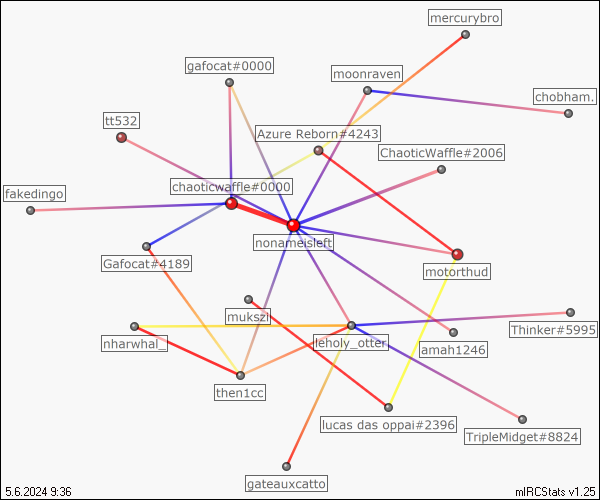 mercurybro
gafocat#0000
moonraven
chobham.
tt532
Azure Reborn#4243
ChaoticWaffle#2006
chaoticwaffle#0000
fakedingo
nonameisleft
Gafocat#4189
motorthud
mukszi
nharwhal_
leholy_otter
Thinker#5995
amah1246
then1cc
lucas das oppai#2396
TripleMidget#8824
gateauxcatto
5.6.2024 9:36
mIRCStats v1.25